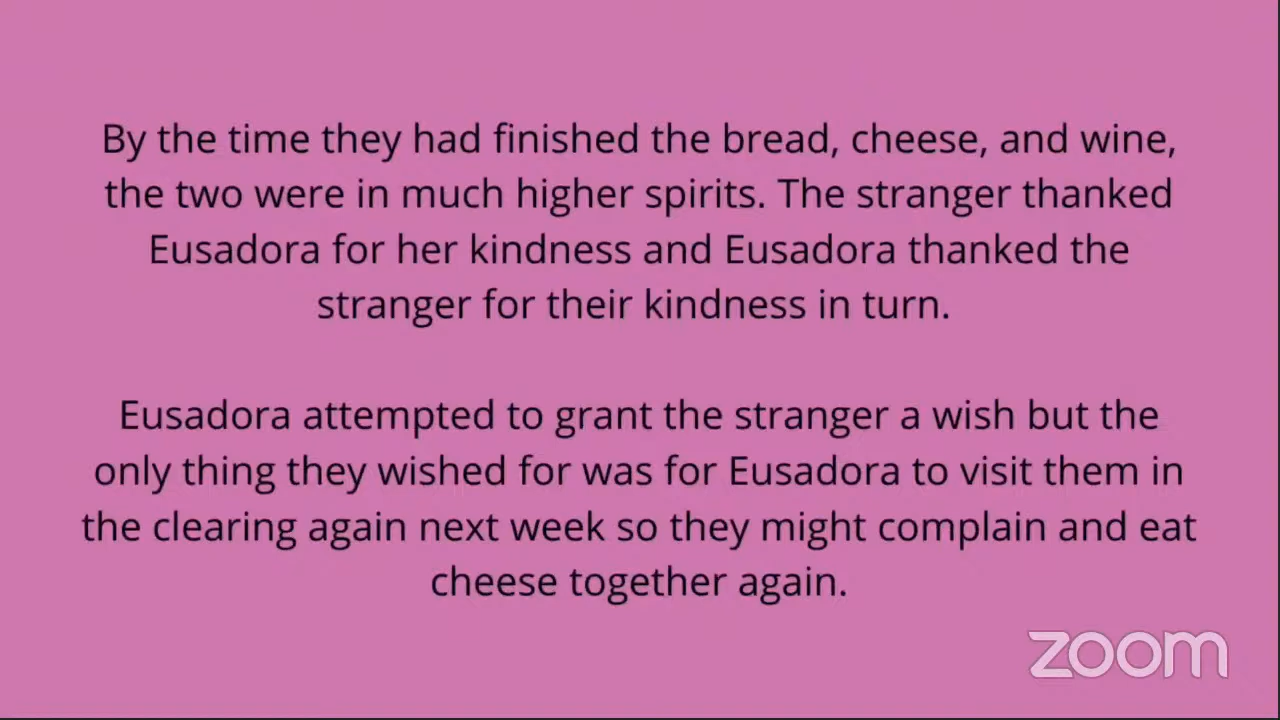 By the time they had finished the bread, cheese, and wine,
the two were in much higher spirits. The stranger thanked
Eusadora for her kindness and Eusadora thanked the
stranger for their kindness in turn.
Eusadora attempted to grant the stranger a wish but the
only thing they wished for was for Eusadora to visit them in
the clearing again next week so they might complain and eat
cheese together again.
zoom